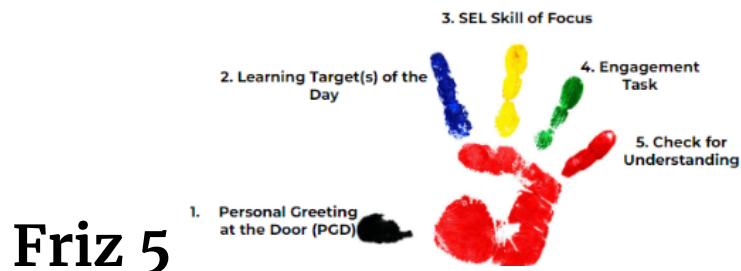 3. SEL Skill of Focus
2. Learning Target(s) of the
Day
4. Engagement
Task
5. Check for
Understanding
1. Personal Greeting
at the Door (PGD)
Friz 5